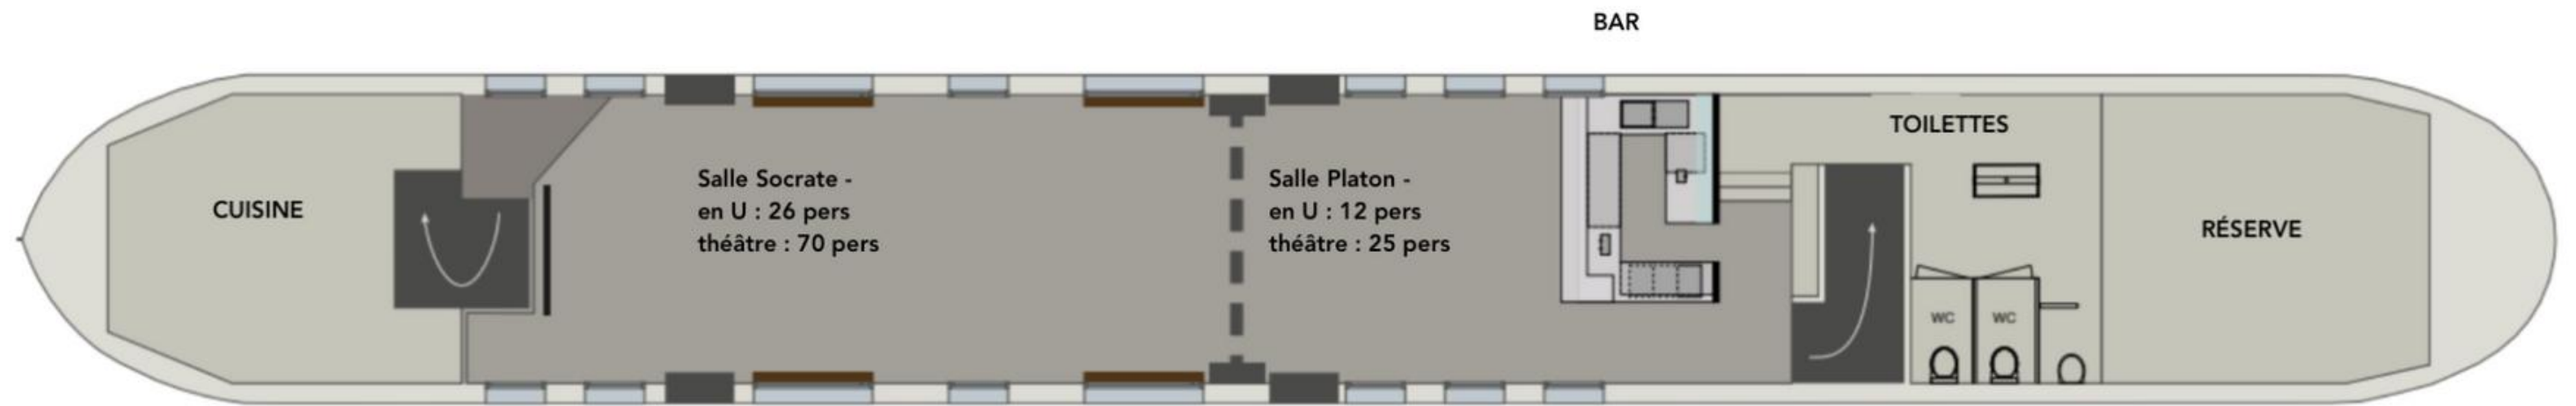 BAR
CUISINE
Salle Socrate -
en U : 26 pers
théâtre : 70 pers
Salle Platon -
en U : 12 pers
théâtre : 25 pers
TOILETTES
WC
WC
RÉSERVE